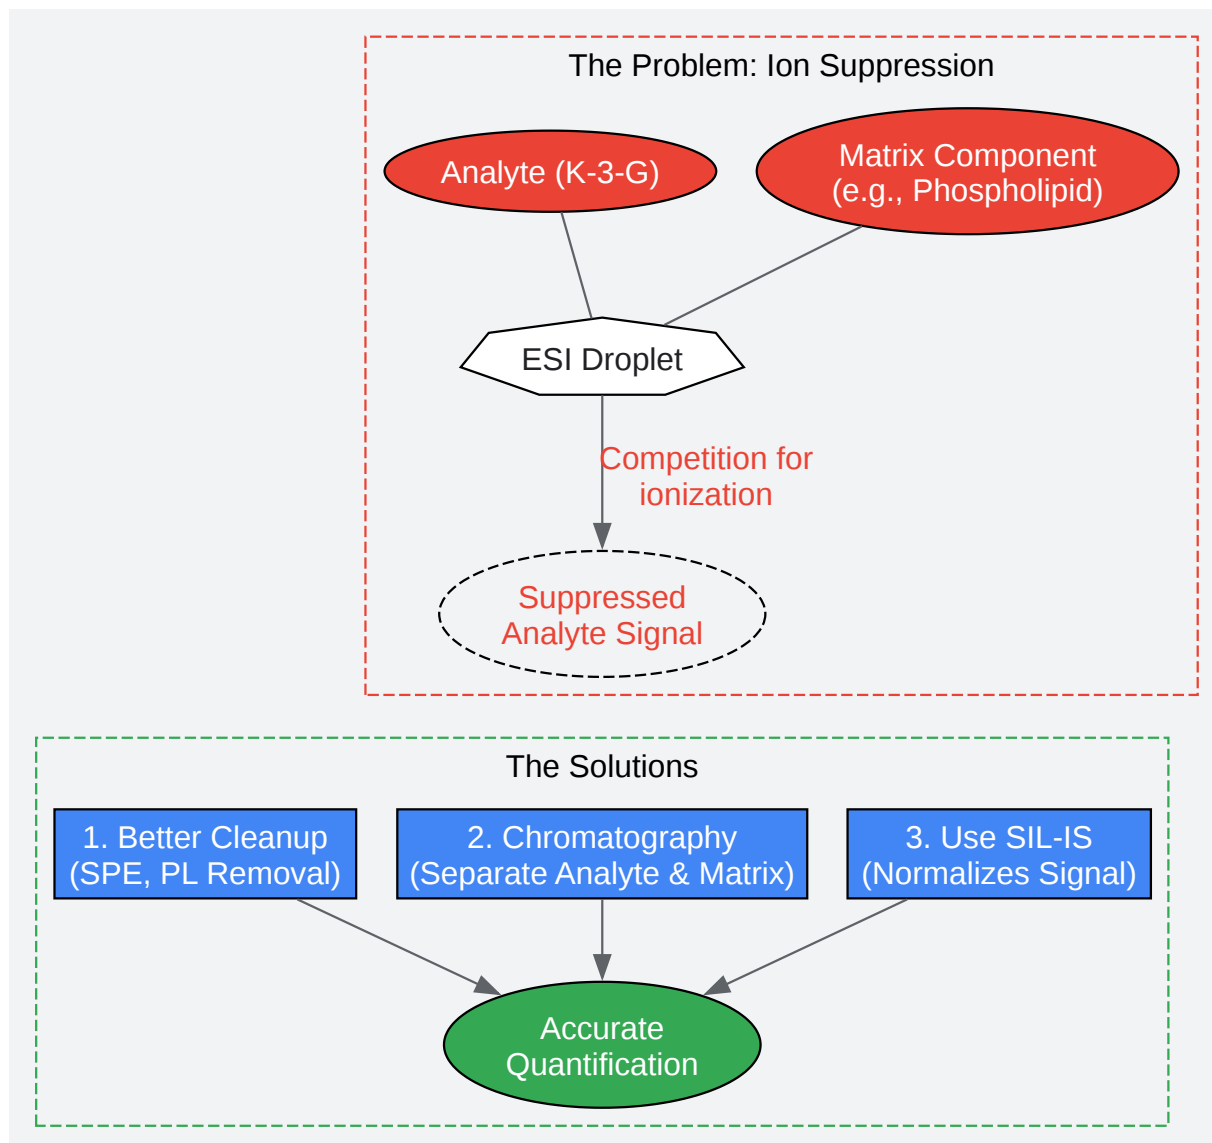 The Problem: Ion Suppression
Analyte (K-3-G)
Matrix Component
(e.g., Phospholipid)
ESI Droplet
Competition for
ionization
Suppressed
Analyte Signal
The Solutions
1. Better Cleanup
(SPE, PL Removal)
2. Chromatography
(Separate Analyte & Matrix)
3. Use SIL-IS
(Normalizes Signal)
Accurate
Quantification